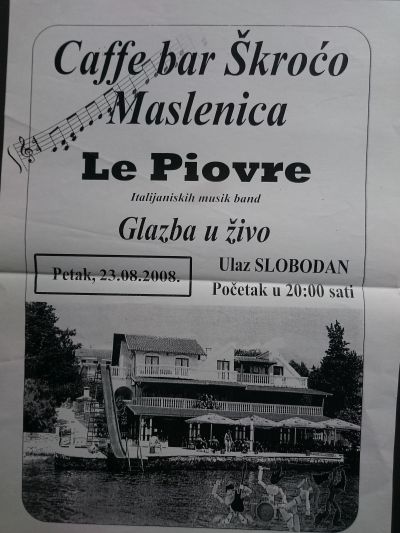 Caffe bar Škroćo
Maslenica
Le Piovre
Italijaniskih musik band
Glazba u živo
Petak, 23.08.2008.
Ulaz SLOBODAN
Početak u 20:00 sati